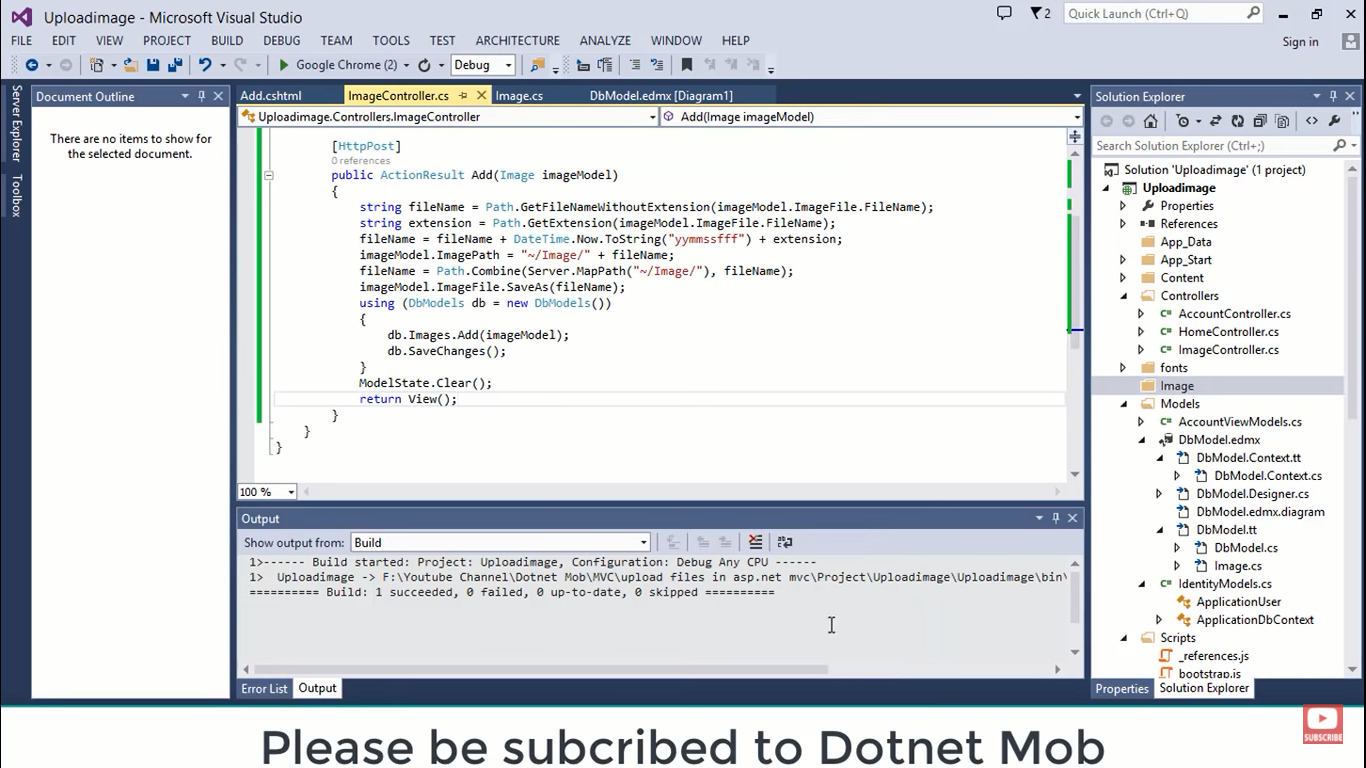 Uploadimage - Microsoft Visual Studio
2
Quick Launch (Ctrl+Q)
FILE EDIT VIEW PROJECT BUILD DEBUG TEAM TOOLS TEST ARCHITECTURE ANALYZE WINDOW HELP
Sign in
Google Chrome (2)
Debug
Server Explorer
Toolbox
Document Outline
There are no items to show for
the selected document.
Add.cshtml ImageController.cs Image.cs DbModel.edmx [Diagram1]
Uploadimage.Controllers.ImageController Add(Image imageModel)
[HttpPost]
0 references
public ActionResult Add(Image imageModel)
{
string fileName = Path.GetFileNameWithoutExtension(imageModel.ImageFile.FileName);
string extension = Path.GetExtension(imageModel.ImageFile.FileName);
fileName = fileName + DateTime.Now.ToString("yymmssfff") + extension;
imageModel.ImagePath = "~/Image/" + fileName;
fileName = Path.Combine(Server.MapPath("~/Image/"), fileName);
imageModel.ImageFile.SaveAs(fileName);
using (DbModels db = new DbModels())
{
db.Images.Add(imageModel);
db.SaveChanges();
}
ModelState.Clear();
return View();
}
}
}
100 %
Output
Show output from: Build
1>------ Build started: Project: Uploadimage, Configuration: Debug Any CPU ------
1> Uploadimage -> F:\Youtube Channel\Dotnet Mob\MVC\upload files in asp.net mvc\Project\Uploadimage\Uploadimage\bin\
========== Build: 1 succeeded, 0 failed, 0 up-to-date, 0 skipped ==========
Error List Output
Solution Explorer
Search Solution Explorer (Ctrl+;)
Solution 'Uploadimage' (1 project)
Uploadimage
Properties
References
App_Data
App_Start
Content
Controllers
AccountController.cs
HomeController.cs
ImageController.cs
fonts
Image
Models
AccountViewModels.cs
DbModel.edmx
DbModel.Context.tt
DbModel.Context.cs
DbModel.Designer.cs
DbModel.edmx.diagram
DbModel.tt
DbModel.cs
Image.cs
IdentityModels.cs
ApplicationUser
ApplicationDbContext
Scripts
_references.js
bootstrap.js
Properties Solution Explorer
Please be subcribed to Dotnet Mob
SUBSCRIBE